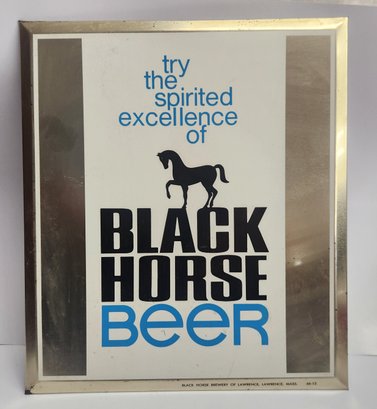 try
the
spirited
excellence
of
BLACK
HORSE
BeeR
BLACK HORSE BREWERY OF LAWRENCE, LAWRENCE, MASS.